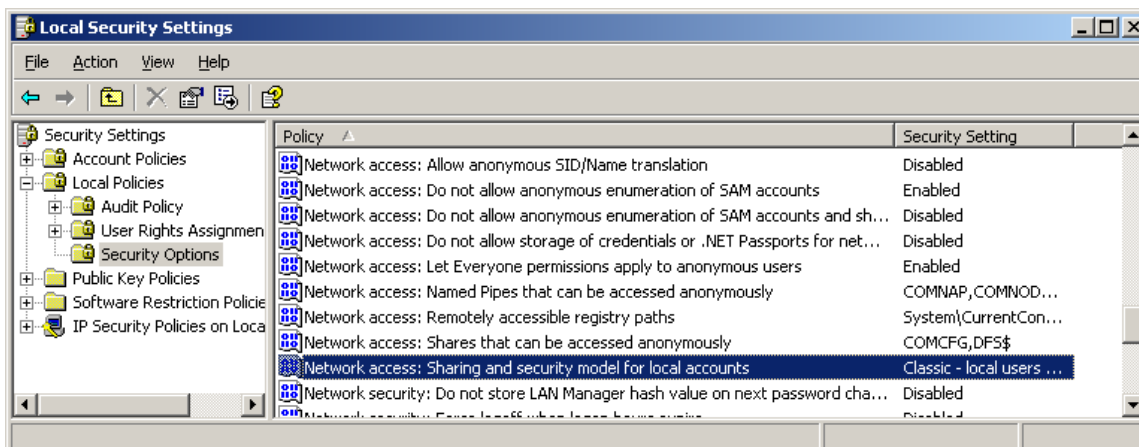 Local Security Settings
File Action View Help
Security Settings
Account Policies
Local Policies
Audit Policy
User Rights Assignmen
Security Options
Public Key Policies
Software Restriction Policie
IP Security Policies on Loca
Policy Security Setting
Network access: Allow anonymous SID/Name translation Disabled
Network access: Do not allow anonymous enumeration of SAM accounts Enabled
Network access: Do not allow anonymous enumeration of SAM accounts and sh... Disabled
Network access: Do not allow storage of credentials or .NET Passports for net... Disabled
Network access: Let Everyone permissions apply to anonymous users Enabled
Network access: Named Pipes that can be accessed anonymously COMNAP,COMNOD...
Network access: Remotely accessible registry paths System\CurrentCon...
Network access: Shares that can be accessed anonymously COMCFG,DFS$
Network access: Sharing and security model for local accounts Classic - local users ...
Network security: Do not store LAN Manager hash value on next password cha... Disabled